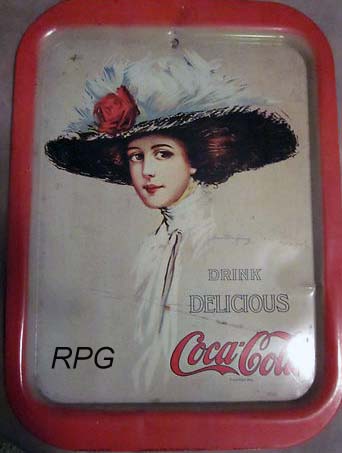 DRINK
DELICIOUS
Coca-Cola
RPG